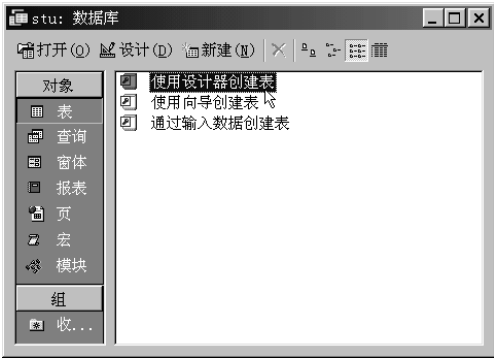 stu: 数据库
打开(O) 设计(D) 新建(N)
对象
表
查询
窗体
报表
页
宏
模块
组
收...
使用设计器创建表
使用向导创建表
通过输入数据创建表